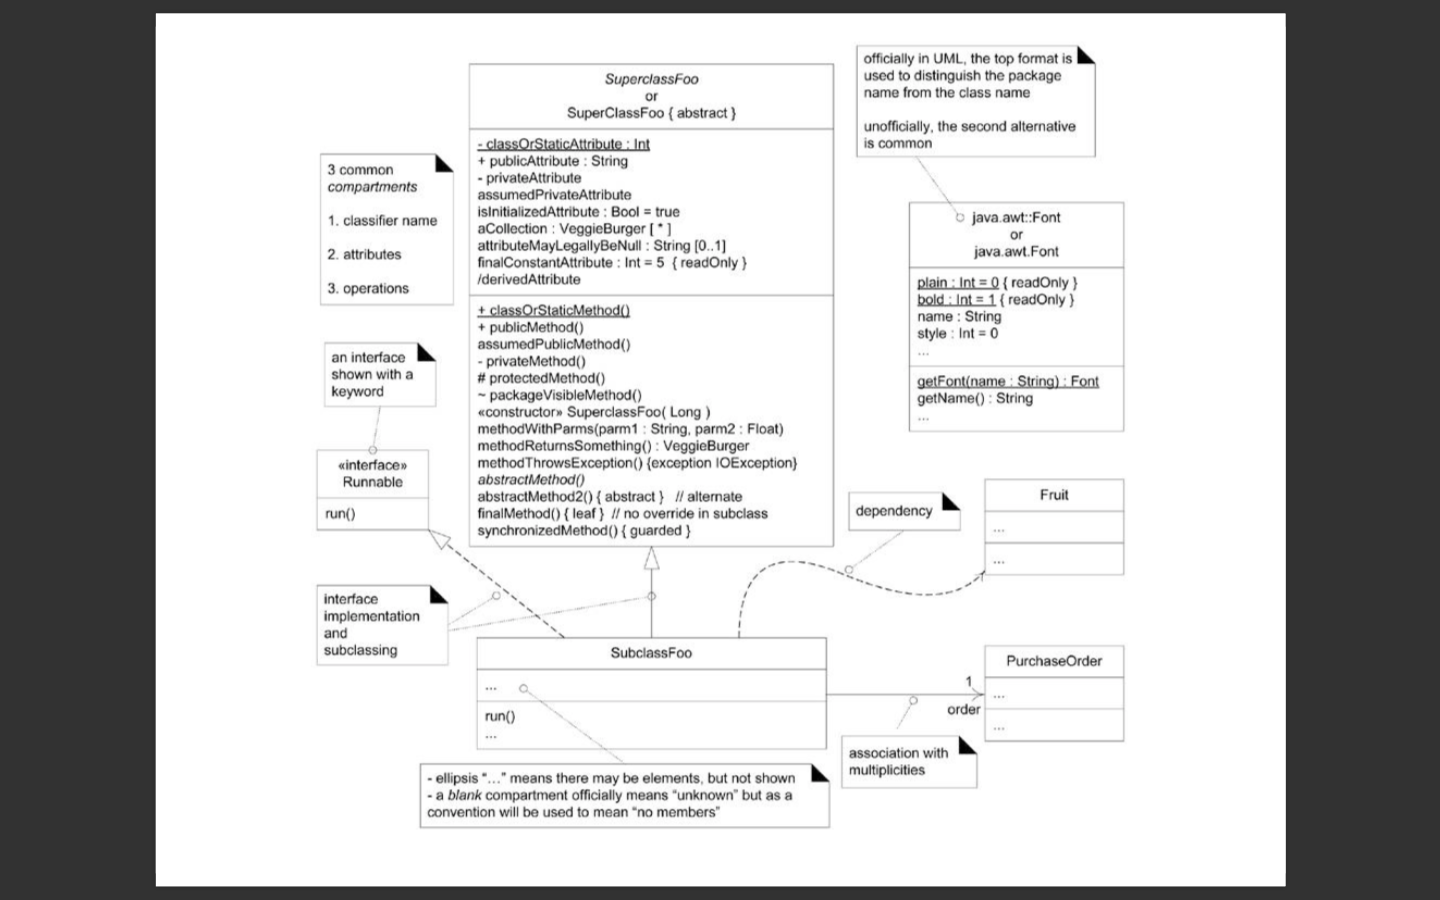 SuperclassFoo
or
SuperClassFoo { abstract }
- classOrStaticAttribute : Int
+ publicAttribute : String
- privateAttribute
assumedPrivateAttribute
isInitializedAttribute : Bool = true
aCollection : VeggieBurger [ * ]
attributeMayLegallyBeNull : String [0..1]
finalConstantAttribute : Int = 5 { readOnly }
/derivedAttribute
+ classOrStaticMethod()
+ publicMethod()
assumedPublicMethod()
- privateMethod()
# protectedMethod()
~ packageVisibleMethod()
«constructor» SuperclassFoo( Long )
methodWithParms(parm1 : String, parm2 : Float)
methodReturnsSomething() : VeggieBurger
methodThrowsException() {exception IOException}
abstractMethod()
abstractMethod2() { abstract } // alternate
finalMethod() { leaf } // no override in subclass
synchronizedMethod() { guarded }
3 common
compartments
1. classifier name
2. attributes
3. operations
officially in UML, the top format is
used to distinguish the package
name from the class name
unofficially, the second alternative
is common
java.awt::Font
or
java.awt.Font
plain : Int = 0 { readOnly }
bold : Int = 1 { readOnly }
name : String
style : Int = 0
...
getFont(name : String) : Font
getName() : String
...
an interface
shown with a
keyword
«interface»
Runnable
run()
interface
implementation
and
subclassing
dependency
Fruit
...
...
SubclassFoo
...
run()
...
1
order
PurchaseOrder
...
...
association with
multiplicities
- ellipsis “…” means there may be elements, but not shown
- a blank compartment officially means “unknown” but as a
convention will be used to mean “no members”